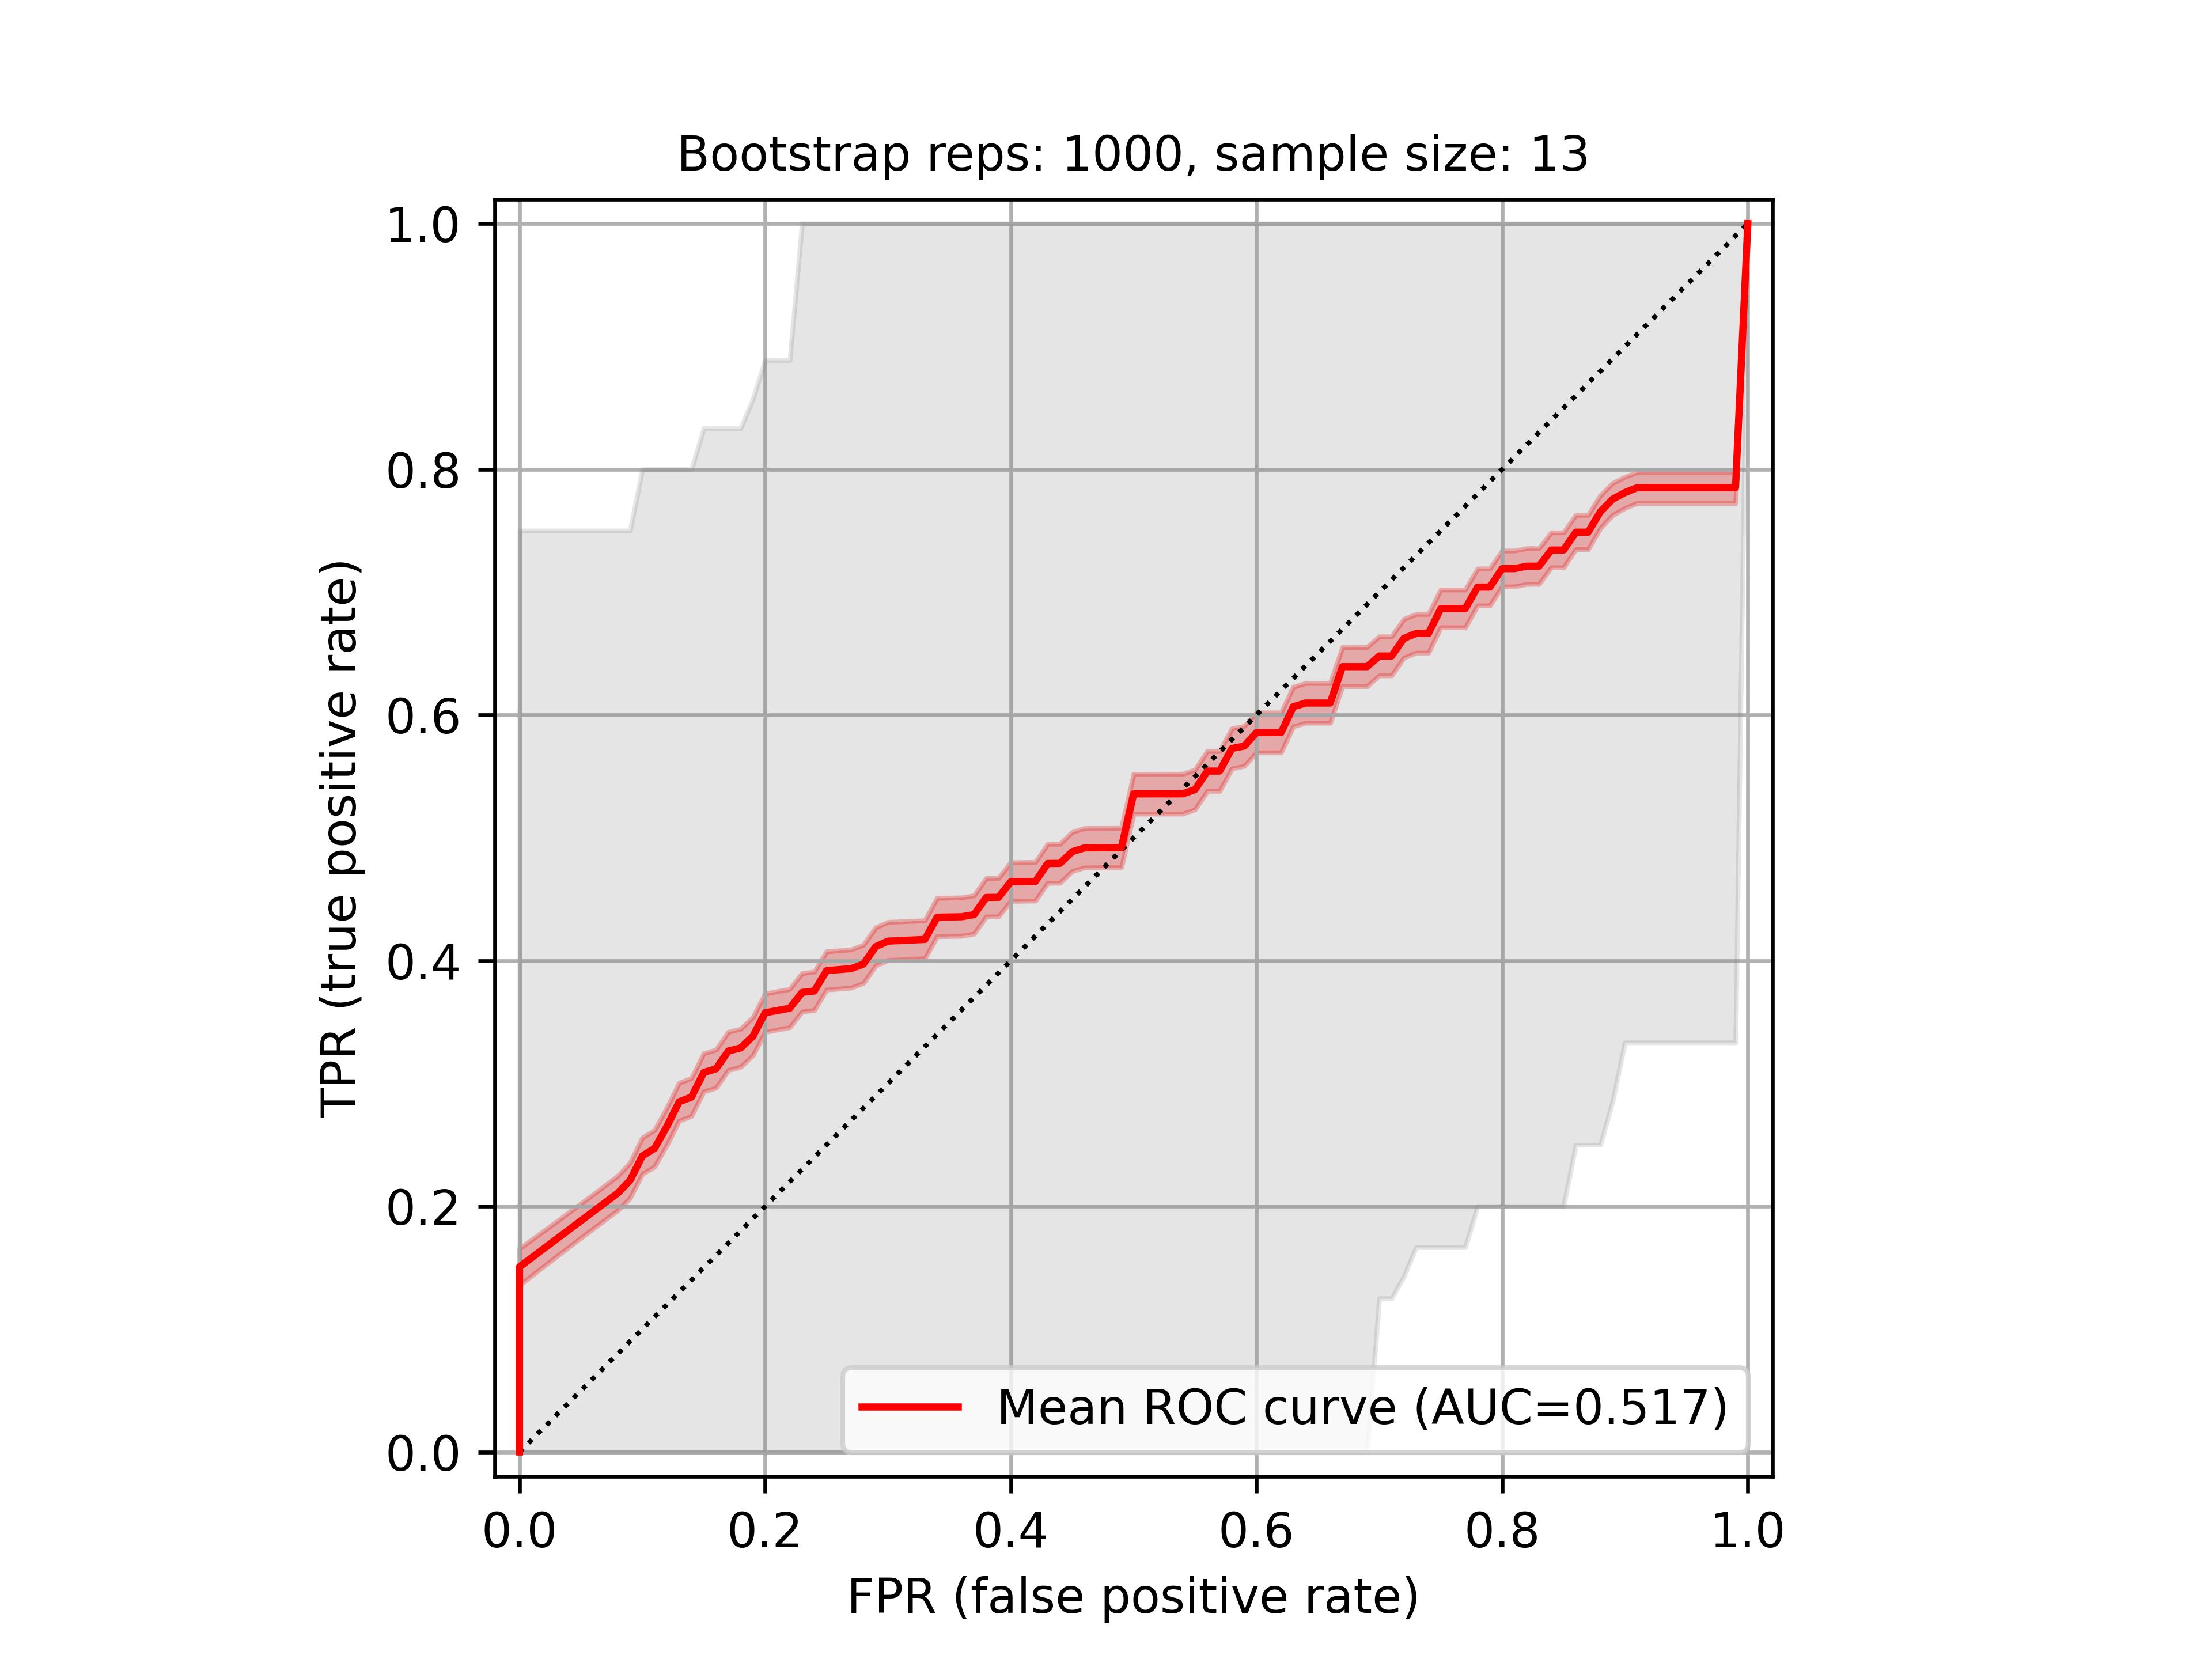 Bootstrap reps: 1000, sample size: 13
1.0
0.8
0.6
0.4
0.2
0.0
TPR (true positive rate)
Mean ROC curve (AUC=0.517)
0.0 0.2 0.4 0.6 0.8 1.0
FPR (false positive rate)